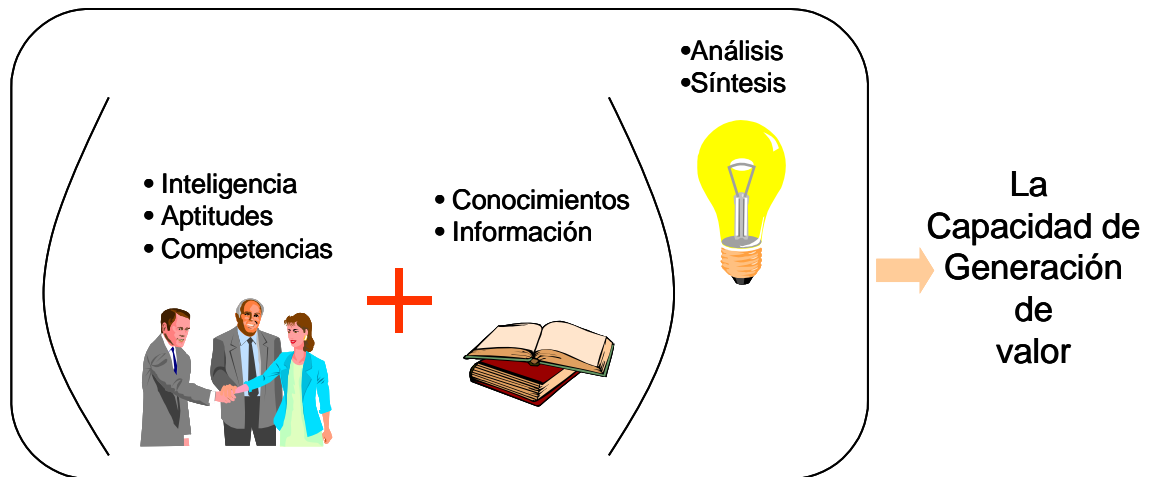 • Inteligencia
• Aptitudes
• Competencias
+
• Conocimientos
• Información
•Análisis
•Síntesis
La
Capacidad de
Generación
de
valor